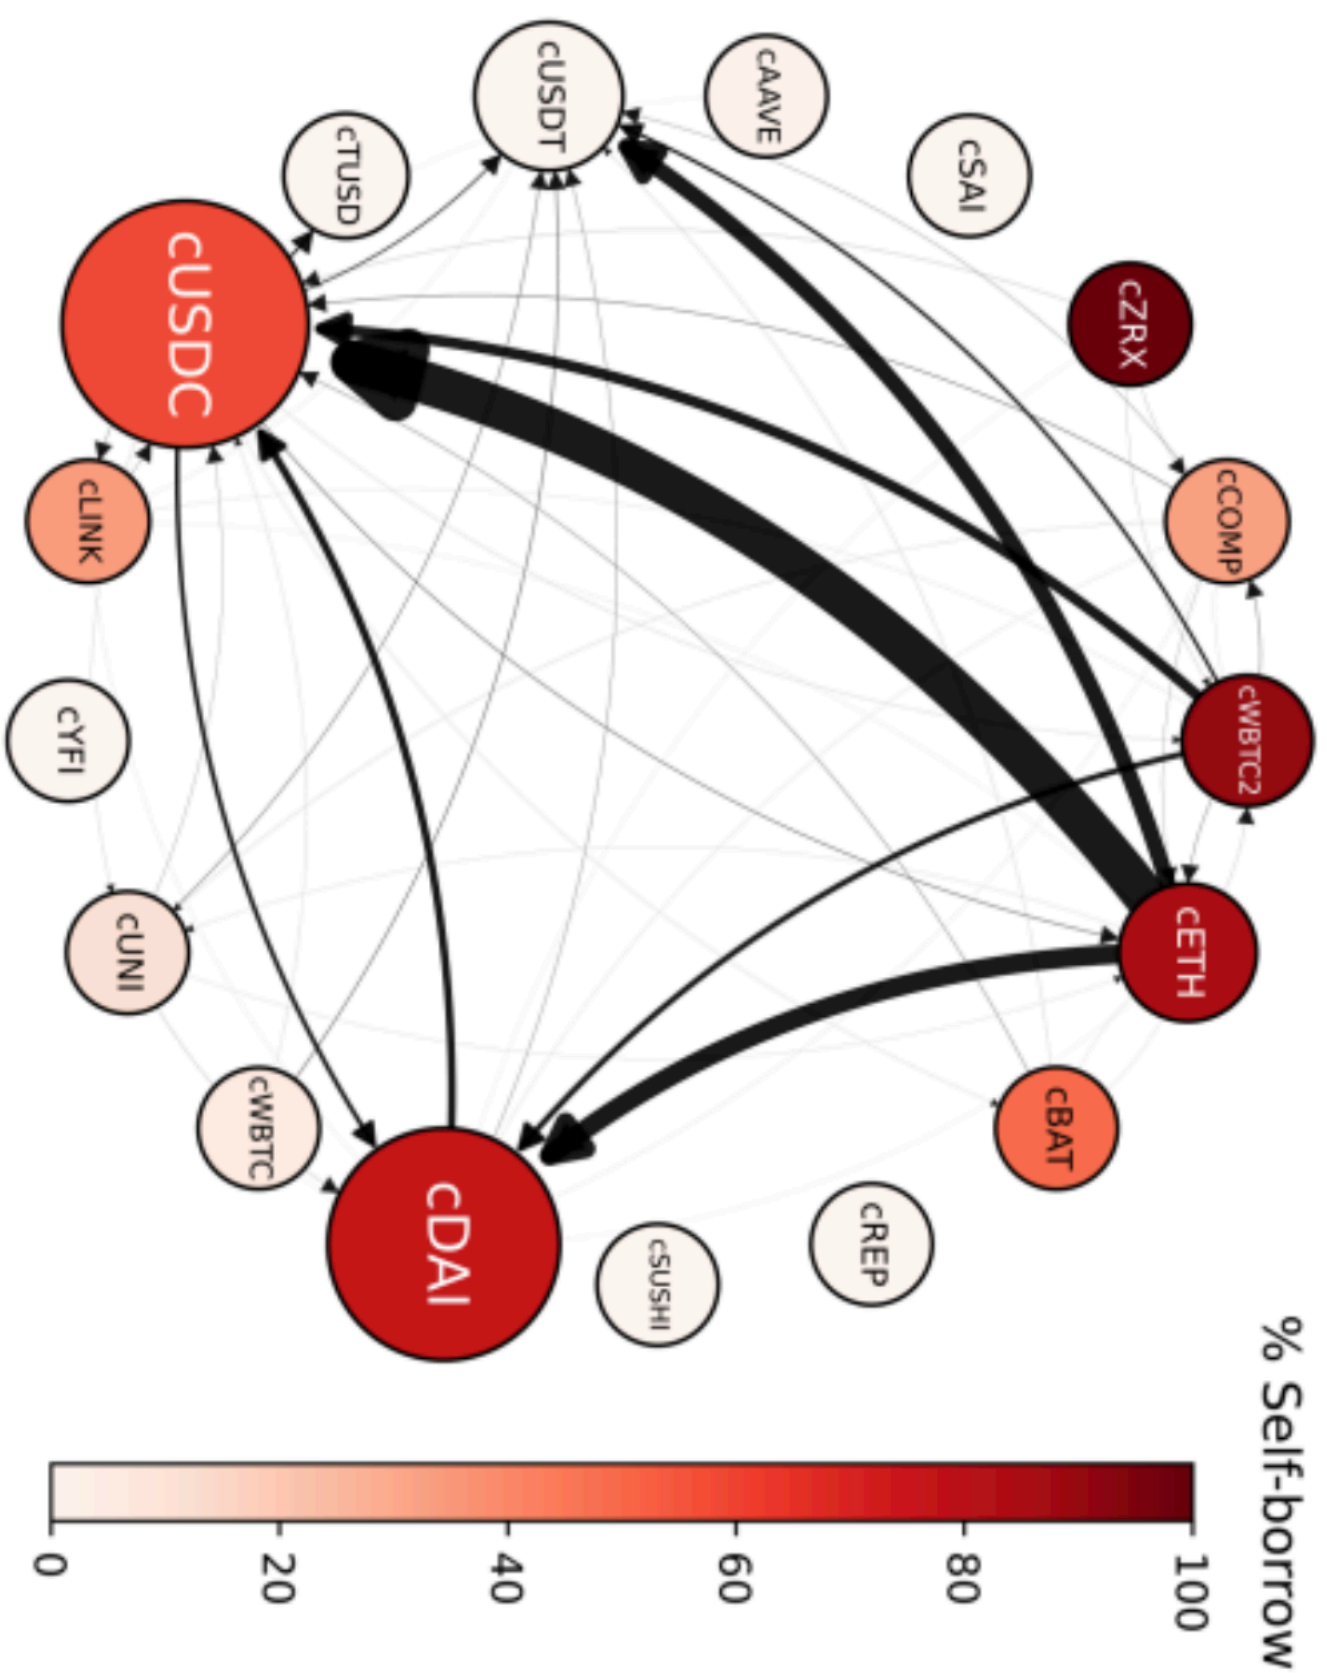 cUSDT
cAAVE
cSAI
cTUSD
cZRX
cUSDC
cCOMP
cLINK
cWBTC2
cYFI
cETH
cUNI
cBAT
cWBTC
cDAI
cREP
cSUSHI
% Self-borrow
0
20
40
60
80
100